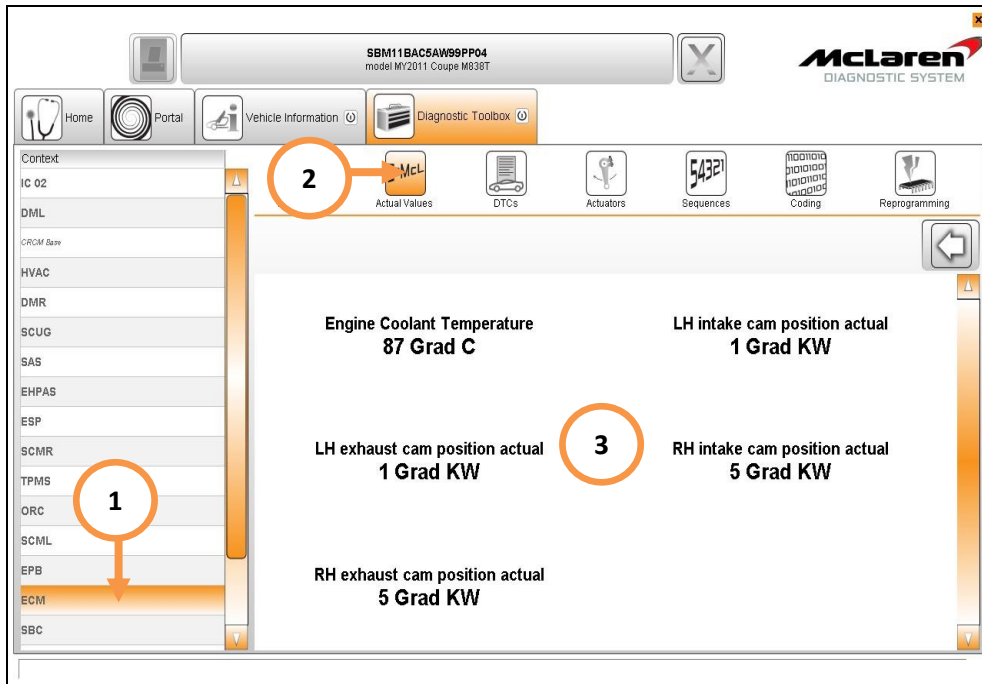 SBM11BAC5AW99PP04
model MY2011 Coupe M838T
McLaren
DIAGNOSTIC SYSTEM
Home
Portal
Vehicle Information
Diagnostic Toolbox
Context
IC 02
DML
CRCM Base
HVAC
DMR
SCUG
SAS
EHPAS
ESP
SCMR
TPMS
ORC
SCML
EPB
ECM
SBC
2
McL
Actual Values
DTCs
Actuators
54321
Sequences
Coding
Reprogramming
Engine Coolant Temperature
87 Grad C
LH intake cam position actual
1 Grad KW
LH exhaust cam position actual
1 Grad KW
3
RH intake cam position actual
5 Grad KW
1
RH exhaust cam position actual
5 Grad KW